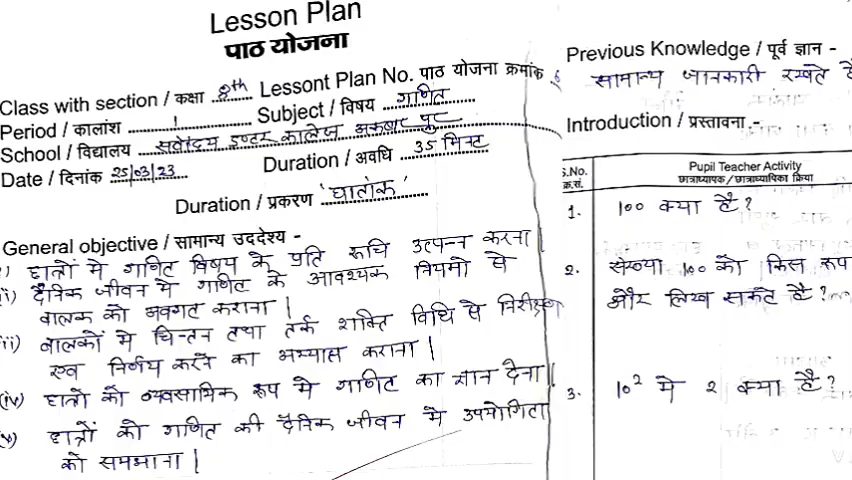 Lesson Plan
पाठ योजना
Class with section / कक्षा 8th Lessont Plan No. पाठ योजना क्रमांक 6
Period / कालांश 1 Subject / विषय गणित
School / विद्यालय सर्वोदय इण्टर कालेज अकबर पुर
Date / दिनांक 25/03/23 Duration / अवधि 35 मिनट
Duration / प्रकरण "घातांक"
General objective / सामान्य उददेश्य -
i) छात्रों मे गणित विषय के प्रति रूचि उत्पन्न करना |
ii) दैनिक जीवन मे गणित के आवश्यक नियमो से
बालक को अवगत कराना |
iii) बालकों मे चिन्तन तथा तर्क शक्ति विधि से निरीक्षण
एव निर्णय करने का अभ्यास कराना |
(iv) छात्रो को व्यवसायिक रूप मे गणित का ज्ञान देना |
(v) छात्रों को गणित की दैनिक जीवन मे उपयोगिता
को समझाना |
Previous Knowledge / पूर्व ज्ञान -
सामान्य जानकारी रखते है
Introduction / प्रस्तावना -
S.No. Pupil Teacher Activity
क्र.सं. छात्राध्यापक / छात्राध्यापिका क्रिया
1. 100 क्या है ?
2. संख्या 100 को किस रूप
और लिख सकते है ?
3. 10² मे 2 क्या है ?